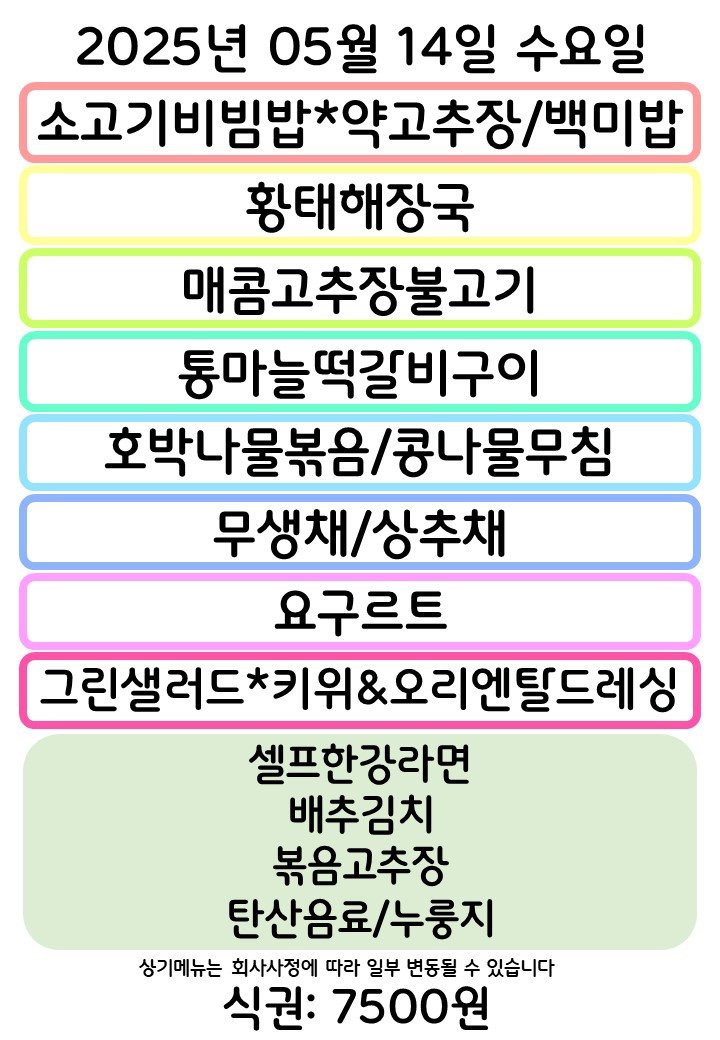 2025년 05월 14일 수요일
소고기비빔밥*약고추장/백미밥
황태해장국
매콤고추장불고기
통마늘떡갈비구이
호박나물볶음/콩나물무침
무생채/상추채
요구르트
그린샐러드*키위&오리엔탈드레싱
셀프한강라면
배추김치
볶음고추장
탄산음료/누룽지
상기메뉴는 회사사정에 따라 일부 변동될 수 있습니다
식권: 7500원